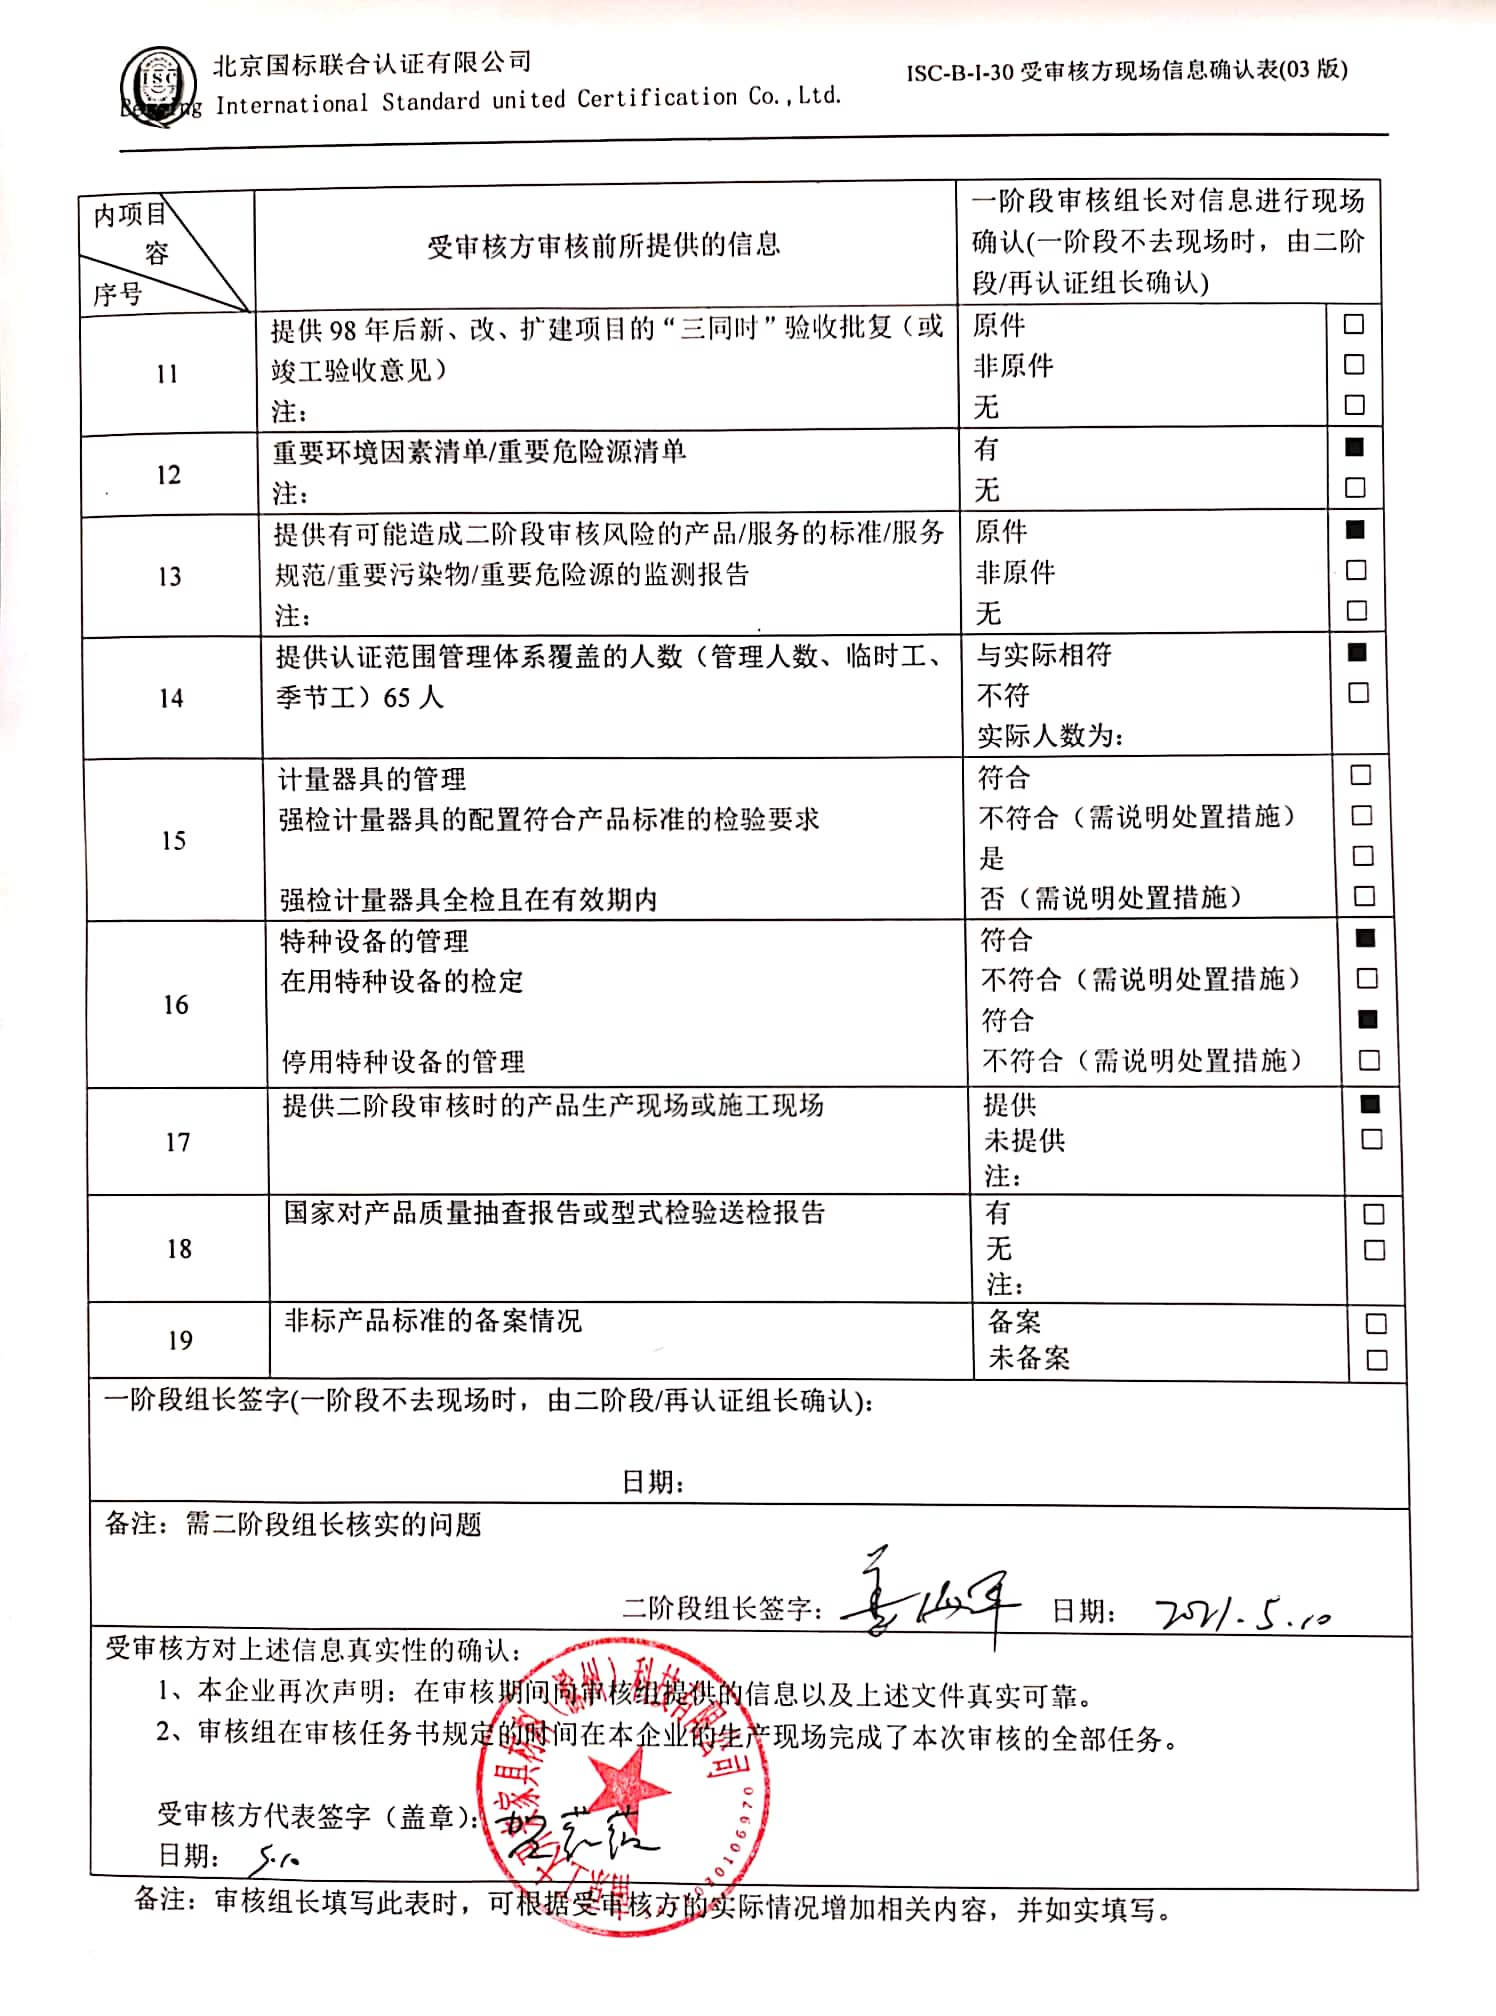 北京国标联合认证有限公司
ISC-B-I-30 受审核方现场信息确认表(03 版)
Beijing International Standard united Certification Co.,Ltd.
ISC
内项目
容
序号
受审核方审核前所提供的信息
一阶段审核组长对信息进行现场
确认(一阶段不去现场时，由二阶
段/再认证组长确认)
11
提供 98 年后新、改、扩建项目的“三同时”验收批复（或
竣工验收意见）
注：
原件 □
非原件 □
无 □
12
重要环境因素清单/重要危险源清单
注：
有 ■
无 □
13
提供有可能造成二阶段审核风险的产品/服务的标准/服务
规范/重要污染物/重要危险源的监测报告
注：
原件 ■
非原件 □
无 □
14
提供认证范围管理体系覆盖的人数（管理人数、临时工、
季节工）65 人
与实际相符 ■
不符 □
实际人数为：
15
计量器具的管理
强检计量器具的配置符合产品标准的检验要求
强检计量器具全检且在有效期内
符合 □
不符合（需说明处置措施） □
是 □
否（需说明处置措施） □
16
特种设备的管理
在用特种设备的检定
停用特种设备的管理
符合 ■
不符合（需说明处置措施） □
符合 ■
不符合（需说明处置措施） □
17
提供二阶段审核时的产品生产现场或施工现场
提供 ■
未提供 □
注：
18
国家对产品质量抽查报告或型式检验送检报告
有 □
无 □
注：
19
非标产品标准的备案情况
备案 □
未备案 □
一阶段组长签字(一阶段不去现场时，由二阶段/再认证组长确认)：
日期：
备注：需二阶段组长核实的问题
二阶段组长签字： 日期： 2021.5.10
受审核方对上述信息真实性的确认：
1、本企业再次声明：在审核期间向审核组提供的信息以及上述文件真实可靠。
2、审核组在审核任务书规定的时间在本企业的生产现场完成了本次审核的全部任务。
受审核方代表签字（盖章）：
日期： 5.10
家具材料（滁州）科技有限公司
备注：审核组长填写此表时，可根据受审核方的实际情况增加相关内容，并如实填写。